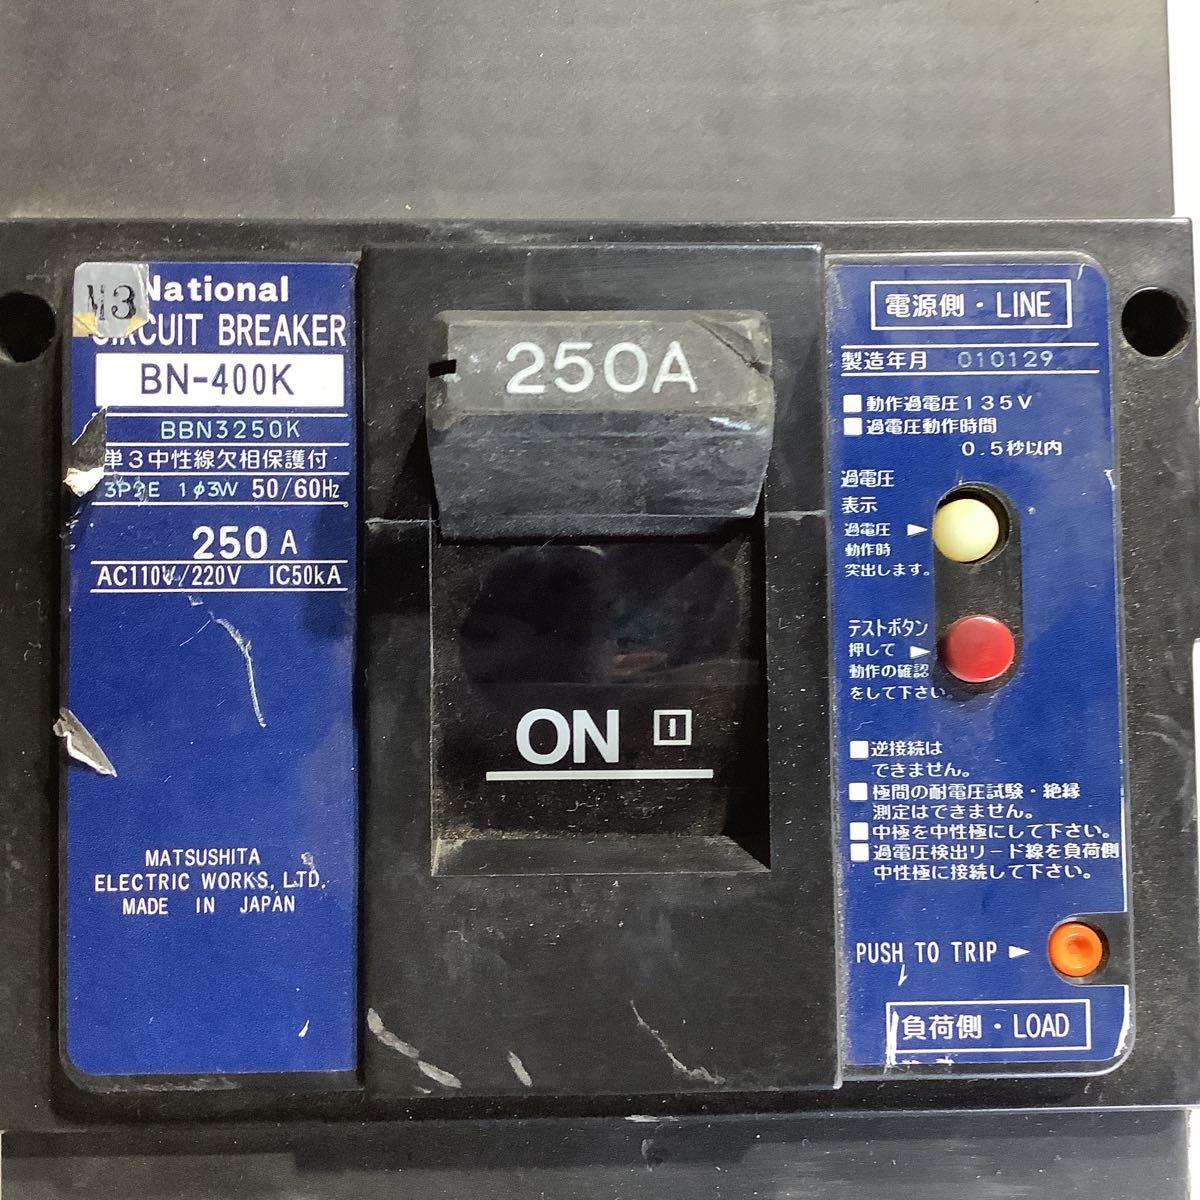 M3
National
CIRCUIT BREAKER
BN-400K
BBN3250K
単3中性線欠相保護付
3P2E 1φ3W 50/60Hz
250 A
AC110V/220V IC50kA
MATSUSHITA
ELECTRIC WORKS, LTD.
MADE IN JAPAN
250A
ON
電源側・LINE
製造年月 010129
■動作過電圧135V
■過電圧動作時間
0.5秒以内
過電圧
表示
過電圧▶
動作時
突出します。
テストボタン
押して▶
動作の確認
をして下さい。
■逆接続は
できません。
■極間の耐電圧試験・絶縁
測定はできません。
■中極を中性極にして下さい。
■過電圧検出リード線を負荷側
中性極に接続して下さい。
PUSH TO TRIP ▶
負荷側・LOAD